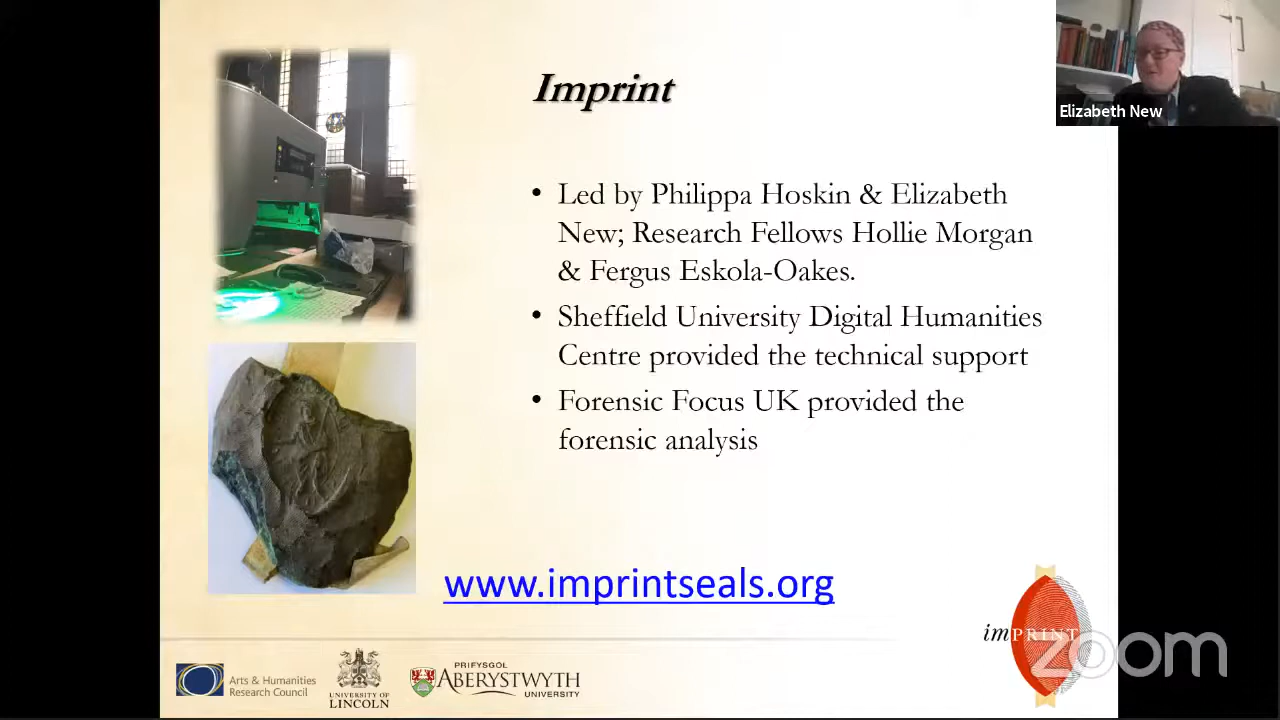 Imprint
Elizabeth New
• Led by Philippa Hoskin & Elizabeth
New; Research Fellows Hollie Morgan
& Fergus Eskola-Oakes.
• Sheffield University Digital Humanities
Centre provided the technical support
• Forensic Focus UK provided the
forensic analysis
www.imprintseals.org
imPRINT
zoom
Arts & Humanities
Research Council
UNIVERSITY OF
LINCOLN
PRIFYSGOL
ABERYSTWYTH
UNIVERSITY